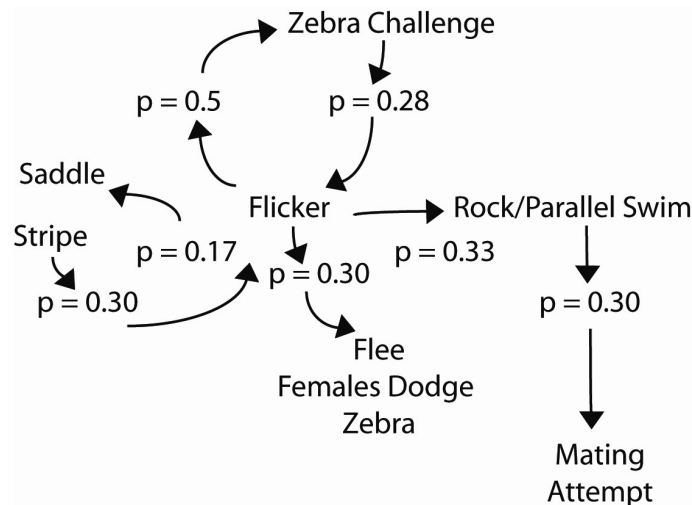 Zebra Challenge
p = 0.5
p = 0.28
Saddle
Flicker
Rock/Parallel Swim
Stripe
p = 0.17
p = 0.33
p = 0.30
p = 0.30
p = 0.30
Flee
Females Dodge
Zebra
Mating
Attempt